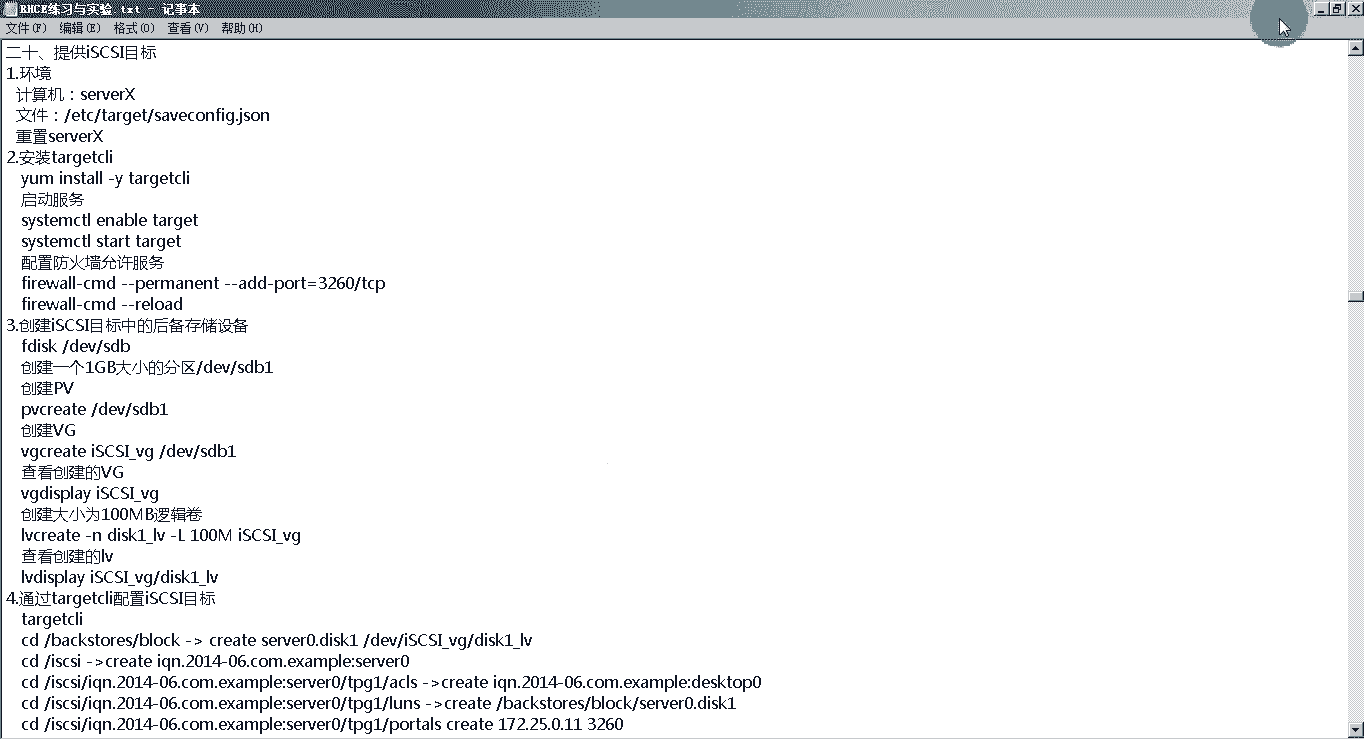 RHCE练习与实验.txt - 记事本
文件(F) 编辑(E) 格式(O) 查看(V) 帮助(H)
二十、提供iSCSI目标
1.环境
计算机：serverX
文件：/etc/target/saveconfig.json
重置serverX
2.安装targetcli
yum install -y targetcli
启动服务
systemctl enable target
systemctl start target
配置防火墙允许服务
firewall-cmd --permanent --add-port=3260/tcp
firewall-cmd --reload
3.创建iSCSI目标中的后备存储设备
fdisk /dev/sdb
创建一个1GB大小的分区/dev/sdb1
创建PV
pvcreate /dev/sdb1
创建VG
vgcreate iSCSI_vg /dev/sdb1
查看创建的VG
vgdisplay iSCSI_vg
创建大小为100MB逻辑卷
lvcreate -n disk1_lv -L 100M iSCSI_vg
查看创建的lv
lvdisplay iSCSI_vg/disk1_lv
4.通过targetcli配置iSCSI目标
targetcli
cd /backstores/block -> create server0.disk1 /dev/iSCSI_vg/disk1_lv
cd /iscsi ->create iqn.2014-06.com.example:server0
cd /iscsi/iqn.2014-06.com.example:server0/tpg1/acls ->create iqn.2014-06.com.example:desktop0
cd /iscsi/iqn.2014-06.com.example:server0/tpg1/luns ->create /backstores/block/server0.disk1
cd /iscsi/iqn.2014-06.com.example:server0/tpg1/portals create 172.25.0.11 3260